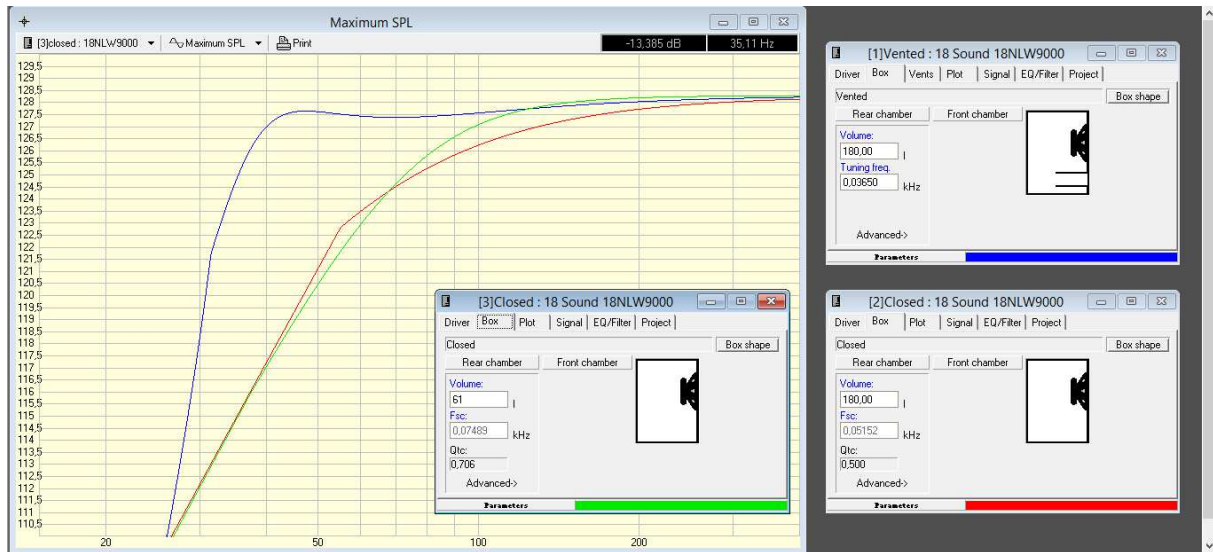 Maximum SPL
[3]closed : 18NLW9000 Maximum SPL Print -13,385 dB 35,11 Hz
129,5
129
128,5
128
127,5
127
126,5
126
125,5
125
124,5
124
123,5
123
122,5
122
121,5
121
120,5
120
119,5
119
118,5
118
117,5
117
116,5
116
115,5
115
114,5
114
113,5
113
112,5
112
111,5
111
110,5
20 50 100 200
[3]Closed : 18 Sound 18NLW9000
Driver Box Plot Signal EQ/Filter Project
Closed Box shape
Rear chamber Front chamber
Volume:
61 l
Fsc:
0,07489 kHz
Qtc:
0,706
Advanced->
Parameters
[1]Vented : 18 Sound 18NLW9000
Driver Box Vents Plot Signal EQ/Filter Project
Vented Box shape
Rear chamber Front chamber
Volume:
180,00 l
Tuning freq.
0,03650 kHz
Advanced->
Parameters
[2]Closed : 18 Sound 18NLW9000
Driver Box Plot Signal EQ/Filter Project
Closed Box shape
Rear chamber Front chamber
Volume:
180,00 l
Fsc:
0,05152 kHz
Qtc:
0,500
Advanced->
Parameters